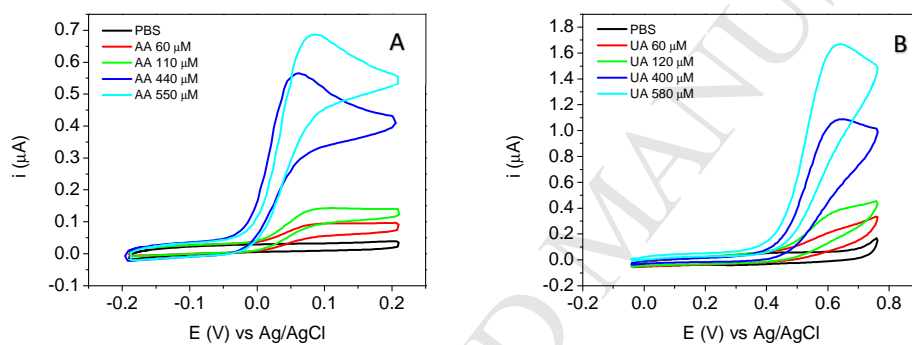 A
PBS
AA 60 μM
AA 110 μM
AA 440 μM
AA 550 μM
0.7
0.6
0.5
0.4
0.3
0.2
0.1
0.0
-0.1
i (μA)
-0.2 -0.1 0.0 0.1 0.2
E (V) vs Ag/AgCl
B
PBS
UA 60 μM
UA 120 μM
UA 400 μM
UA 580 μM
1.8
1.6
1.4
1.2
1.0
0.8
0.6
0.4
0.2
0.0
-0.2
i (μA)
0.0 0.2 0.4 0.6 0.8
E (V) vs Ag/AgCl
D MANU